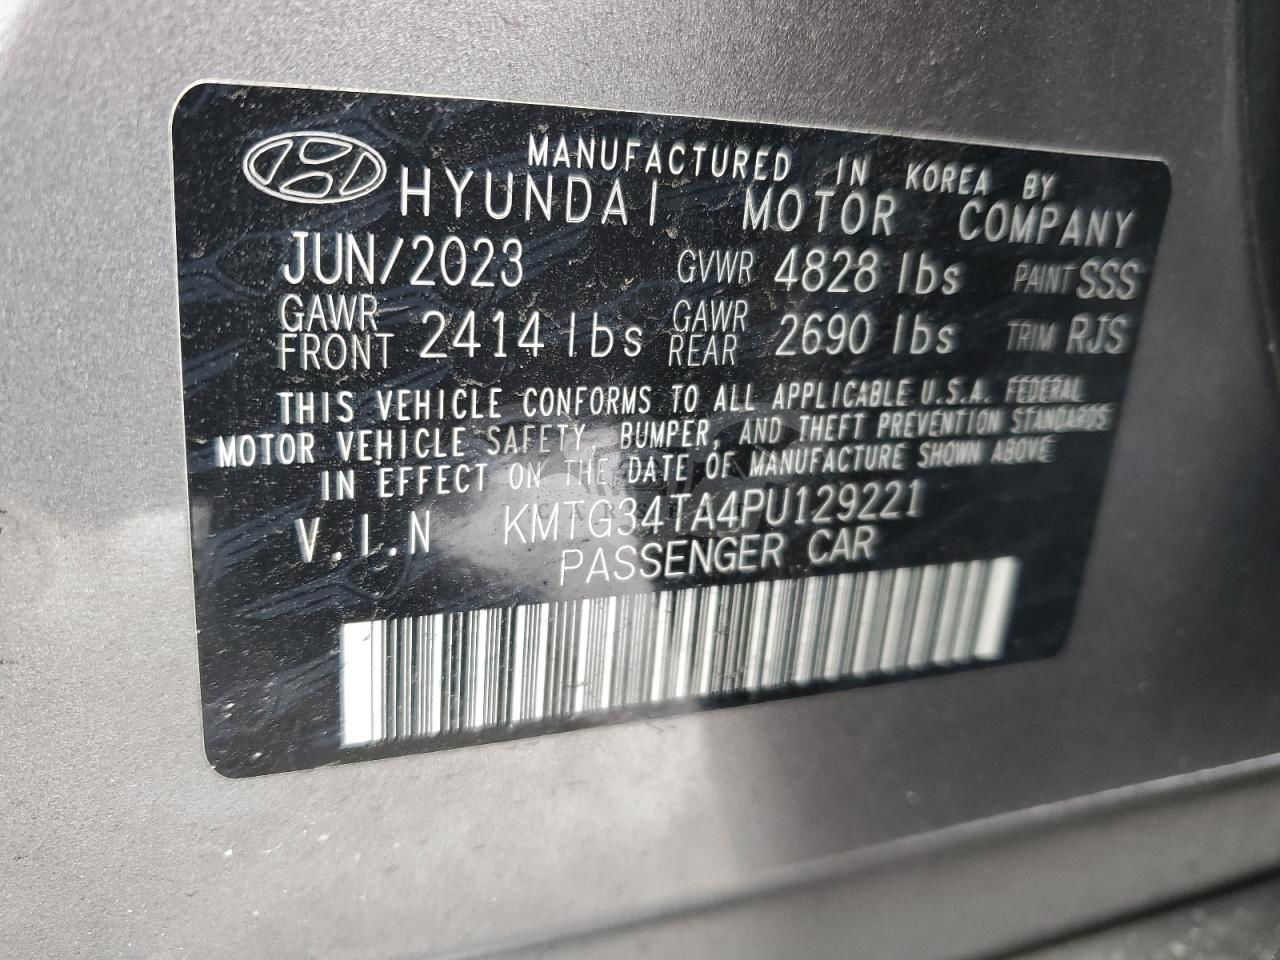 MANUFACTURED IN KOREA BY
HYUNDAI MOTOR COMPANY
JUN/2023 GVWR 4828 lbs PAINT SSS
GAWR FRONT 2414 lbs GAWR REAR 2690 lbs TRIM RJS
THIS VEHICLE CONFORMS TO ALL APPLICABLE U.S.A. FEDERAL
MOTOR VEHICLE SAFETY, BUMPER, AND THEFT PREVENTION STANDARDS
IN EFFECT ON THE DATE OF MANUFACTURE SHOWN ABOVE
V.I.N KMTG34TA4PU129221
PASSENGER CAR